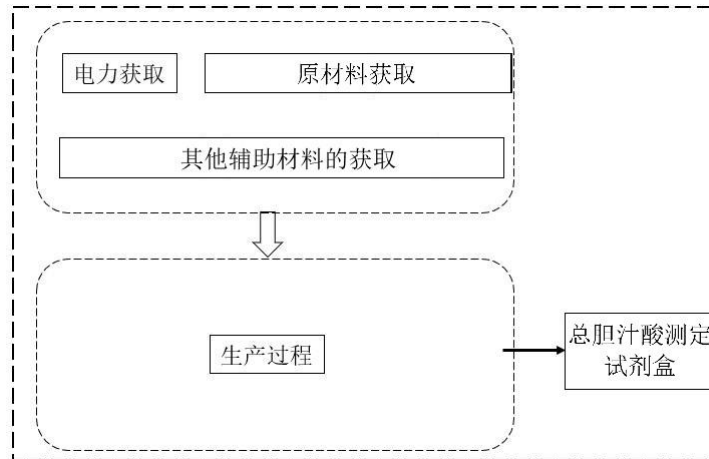 电力获取
原材料获取
其他辅助材料的获取
生产过程
总胆汁酸测定
试剂盒